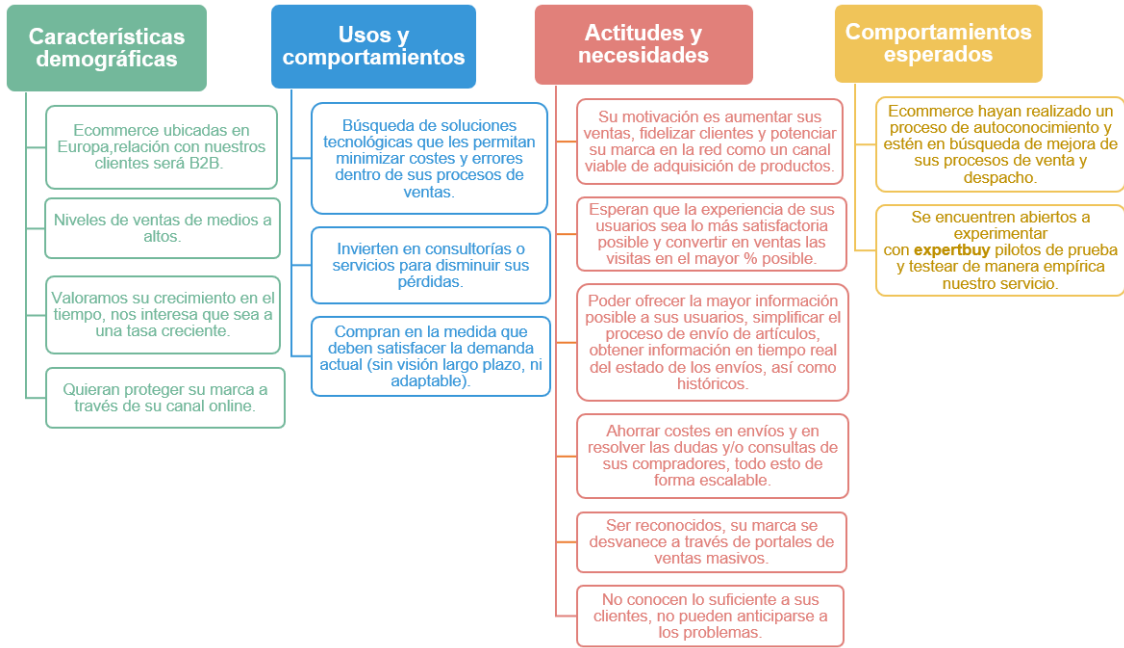 Características
demográficas
Ecommerce ubicadas en
Europa,relación con nuestros
clientes será B2B.
Niveles de ventas de medios a
altos.
Valoramos su crecimiento en el
tiempo, nos interesa que sea a
una tasa creciente.
Quieran proteger su marca a
través de su canal online.
Usos y
comportamientos
Búsqueda de soluciones
tecnológicas que les permitan
minimizar costes y errores
dentro de sus procesos de
ventas.
Invierten en consultorías o
servicios para disminuir sus
pérdidas.
Compran en la medida que
deben satisfacer la demanda
actual (sin visión largo plazo, ni
adaptable).
Actitudes y
necesidades
Su motivación es aumentar sus
ventas, fidelizar clientes y potenciar
su marca en la red como un canal
viable de adquisición de productos.
Esperan que la experiencia de sus
usuarios sea lo más satisfactoria
posible y convertir en ventas las
visitas en el mayor % posible.
Poder ofrecer la mayor información
posible a sus usuarios, simplificar el
proceso de envío de artículos,
obtener información en tiempo real
del estado de los envíos, así como
históricos.
Ahorrar costes en envíos y en
resolver las dudas y/o consultas de
sus compradores, todo esto de
forma escalable.
Ser reconocidos, su marca se
desvanece a través de portales de
ventas masivos.
No conocen lo suficiente a sus
clientes, no pueden anticiparse a
los problemas.
Comportamientos
esperados
Ecommerce hayan realizado un
proceso de autoconocimiento y
estén en búsqueda de mejora de
sus procesos de venta y
despacho.
Se encuentren abiertos a
experimentar
con expertbuy pilotos de prueba
y testear de manera empírica
nuestro servicio.